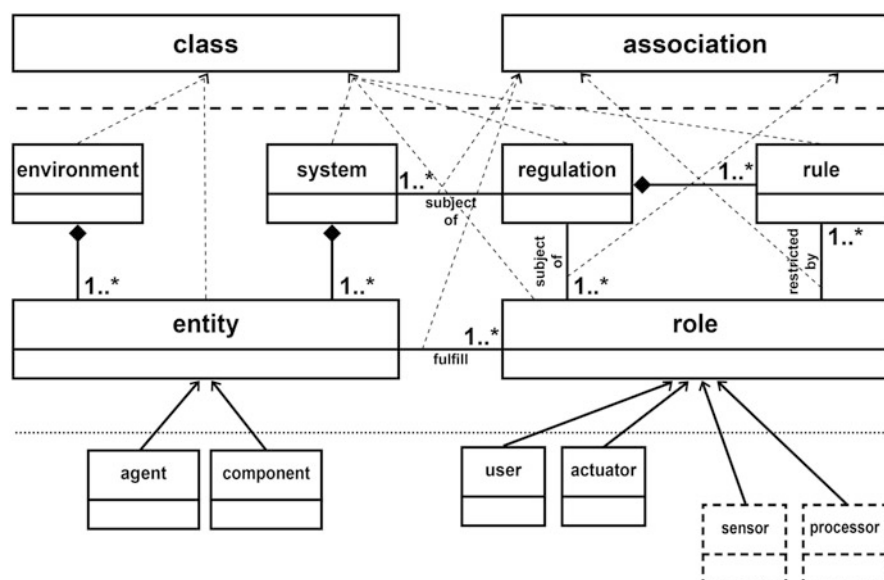 class
association
environment
system
regulation
rule
1..*
subject
of
1..*
subject
of
restricted
by
1..*
1..*
1..*
1..*
entity
role
1..*
fulfill
agent
component
user
actuator
sensor
processor